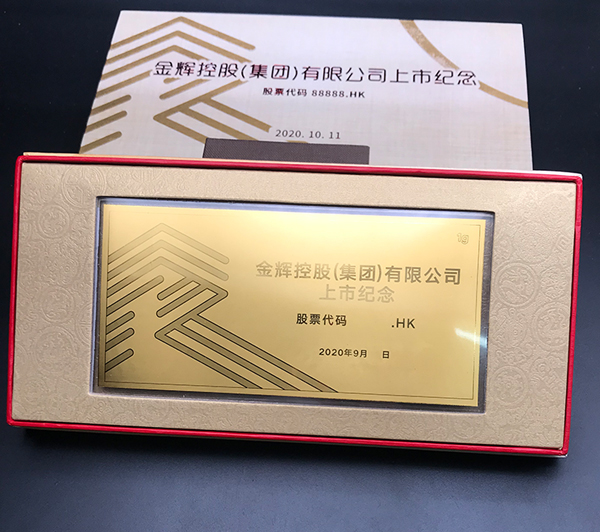 金辉控股(集团)有限公司上市纪念
股票代码 88888.HK
2020.10.11
金辉控股(集团)有限公司
上市纪念
股票代码 .HK
2020年9月 日